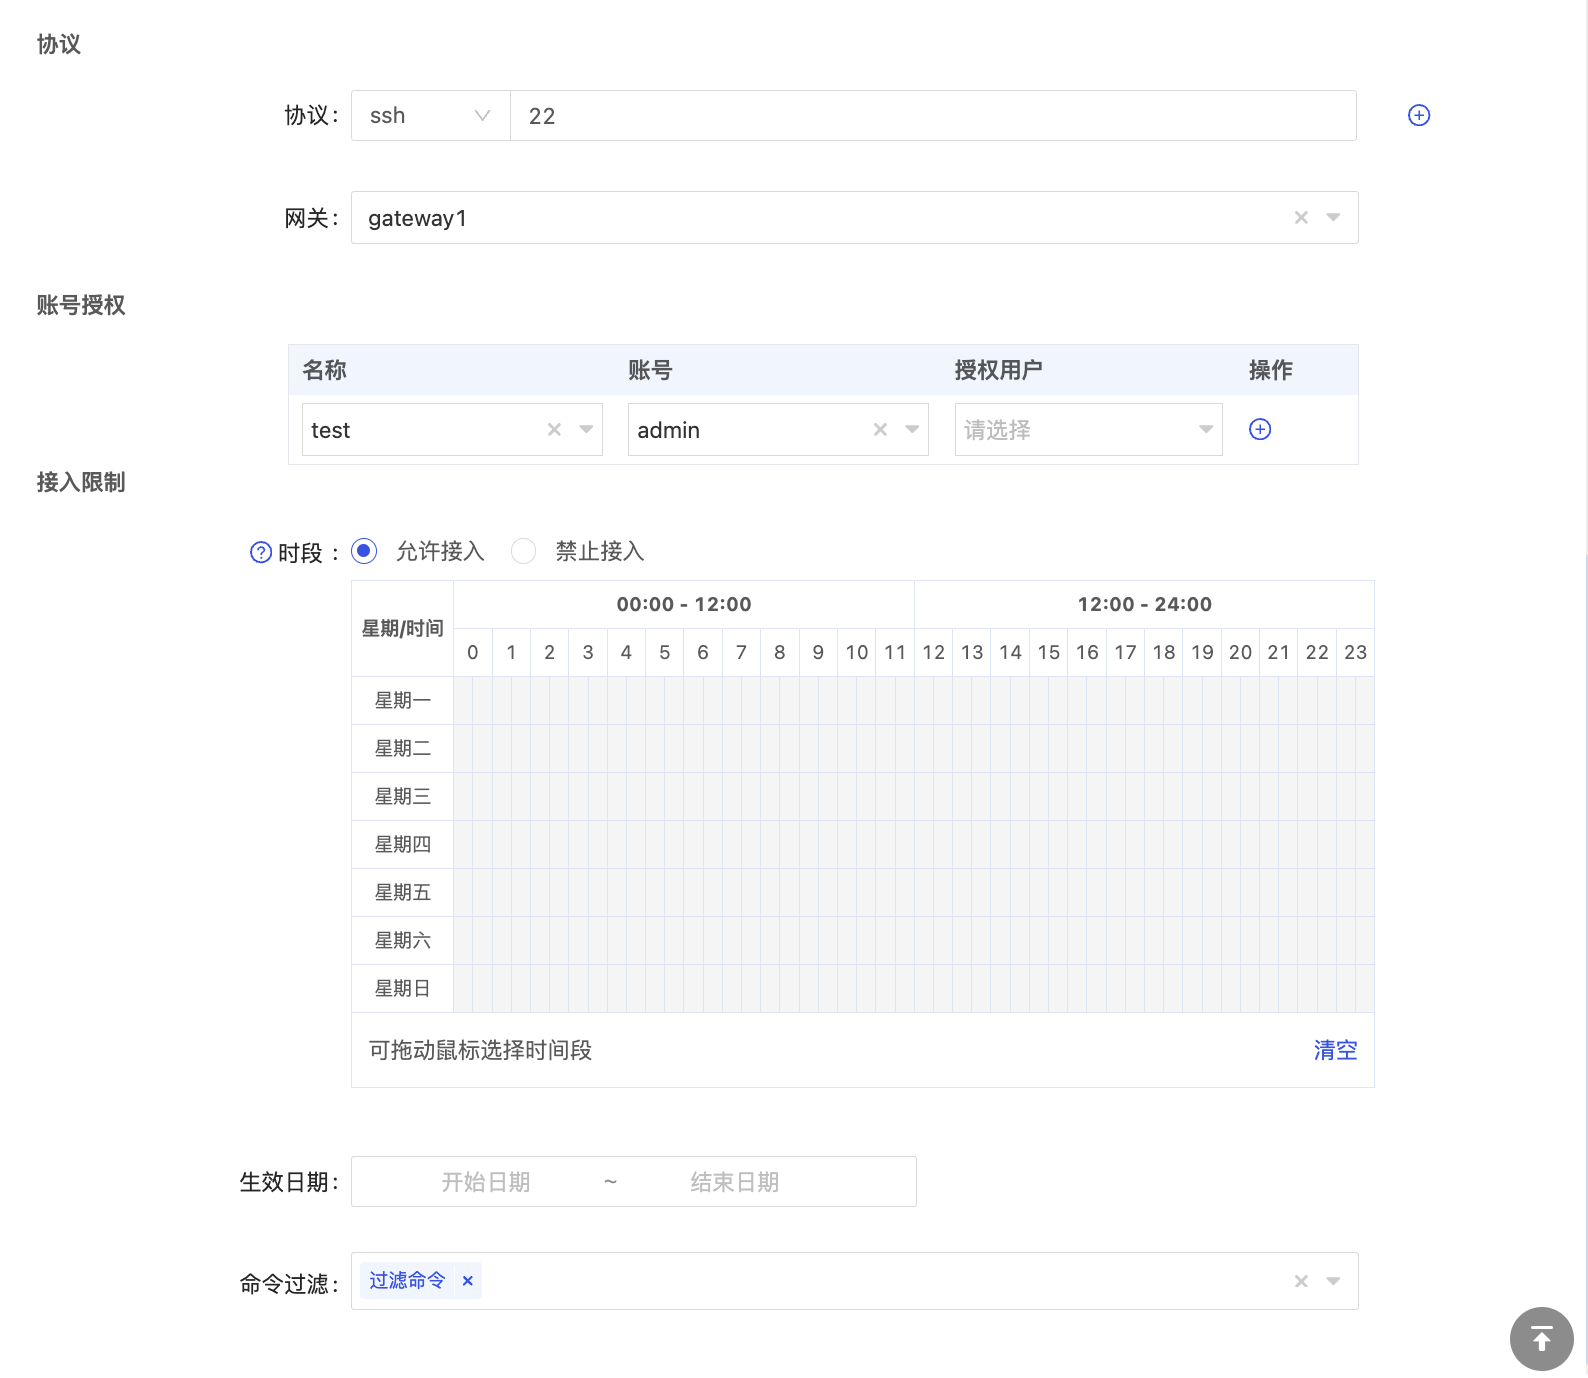 协议
协议: ssh 22
网关: gateway1
账号授权
名称 账号 授权用户 操作
test admin 请选择
接入限制
时段 : 允许接入 禁止接入
星期/时间 00:00 - 12:00 12:00 - 24:00
0 1 2 3 4 5 6 7 8 9 10 11 12 13 14 15 16 17 18 19 20 21 22 23
星期一
星期二
星期三
星期四
星期五
星期六
星期日
可拖动鼠标选择时间段 清空
生效日期: 开始日期 ~ 结束日期
命令过滤: 过滤命令